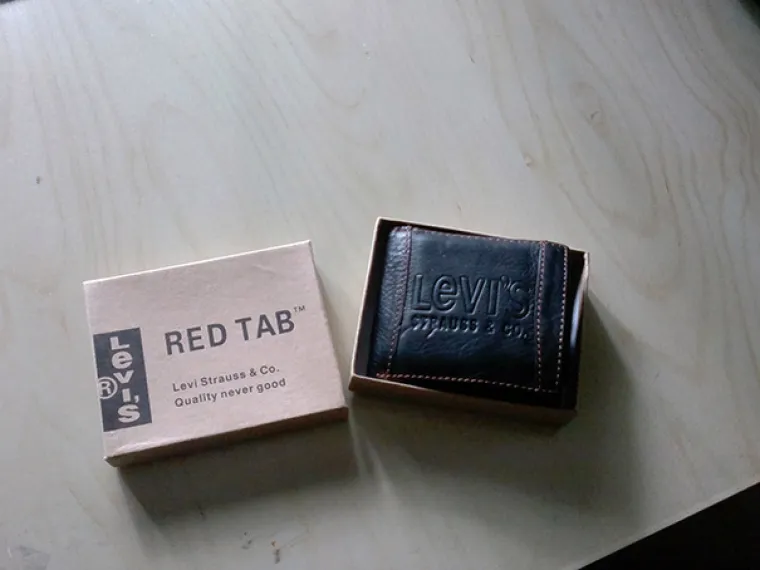 Levi's
®
RED TAB™
Levi Strauss & Co.
Quality never good
LEVI'S
STRAUSS & CO.